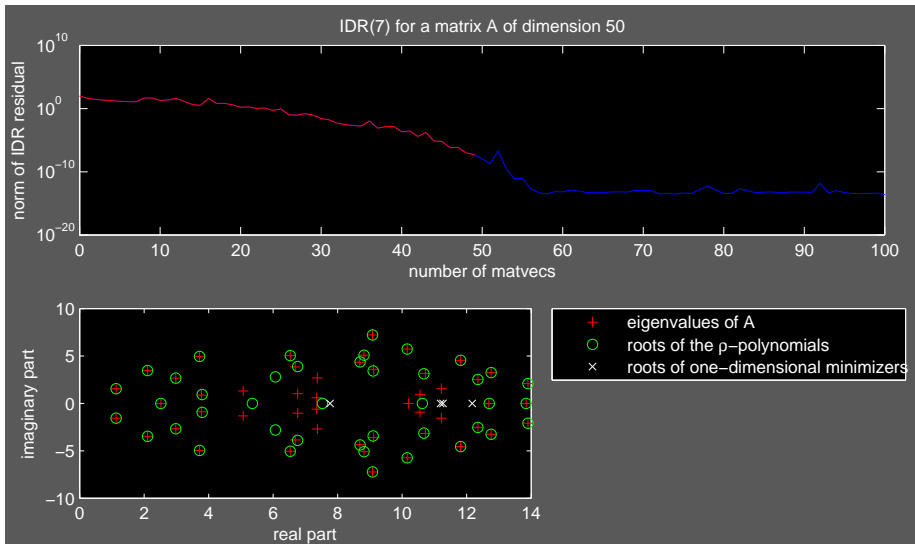 IDR(7) for a matrix A of dimension 50
norm of IDR residual
10^10
10^0
10^−10
10^−20
0 10 20 30 40 50 60 70 80 90 100
number of matvecs
imaginary part
10
5
0
−5
−10
0 2 4 6 8 10 12 14
real part
eigenvalues of A
roots of the ρ−polynomials
roots of one−dimensional minimizers